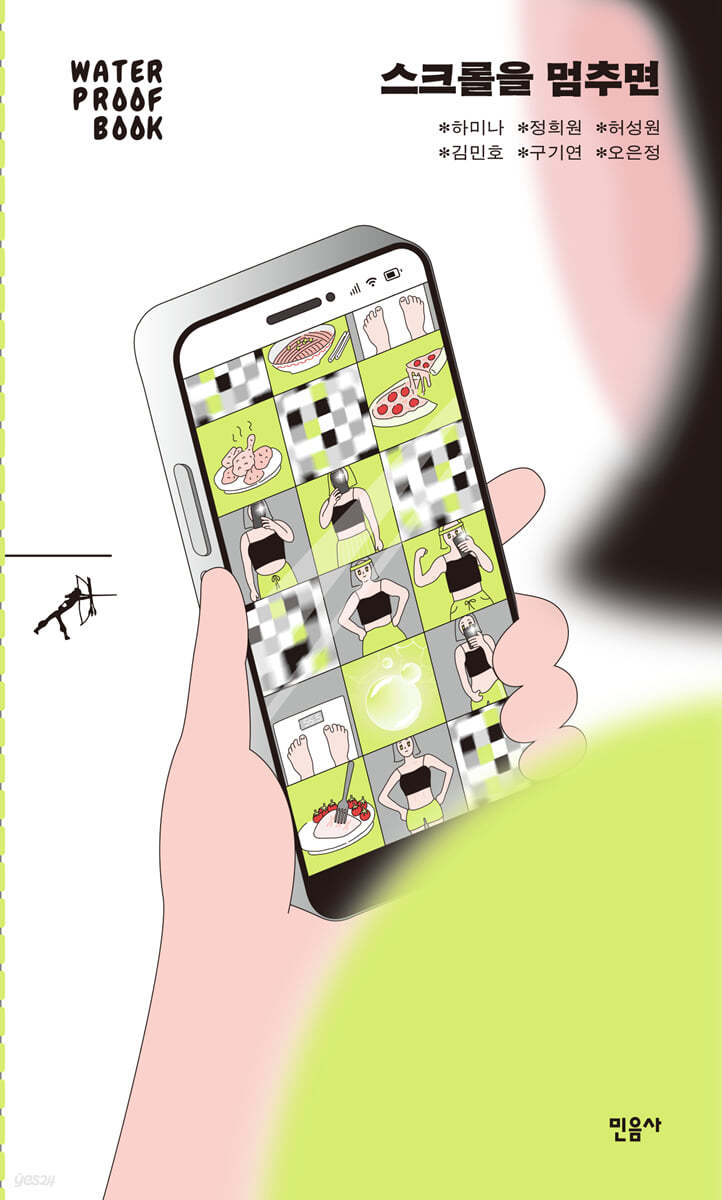 WATER
PROOF
BOOK
스크롤을 멈추면
*하미나 *정희원 *허성원
*김민호 *구기연 *오은정
민음사
yes24